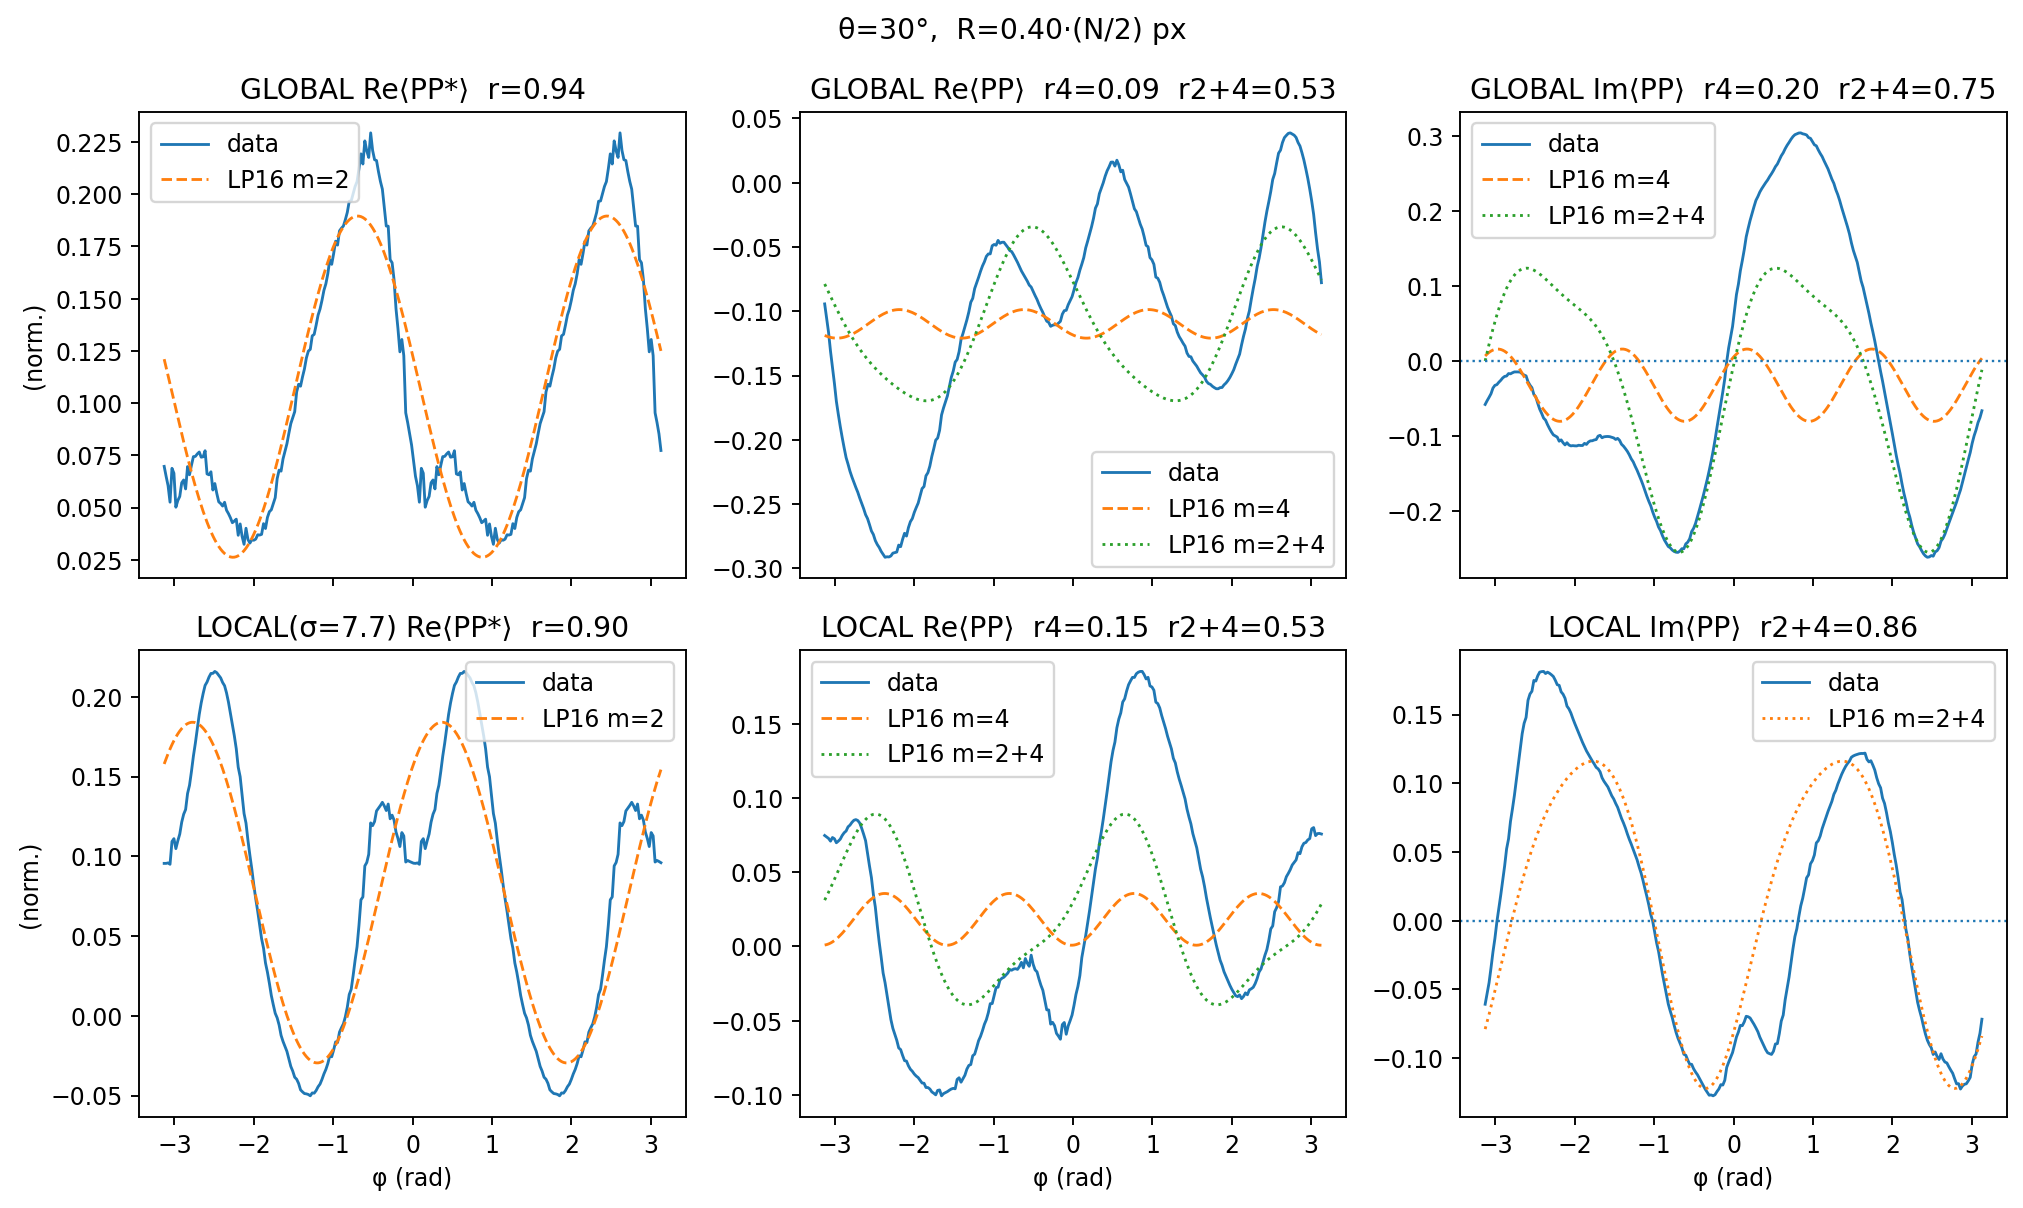 θ=30°,  R=0.40·(N/2) px
GLOBAL Re⟨PP*⟩  r=0.94
GLOBAL Re⟨PP⟩  r4=0.09  r2+4=0.53
GLOBAL Im⟨PP⟩  r4=0.20  r2+4=0.75
(norm.)
0.225
0.200
0.175
0.150
0.125
0.100
0.075
0.050
0.025
data
LP16 m=2
0.05
0.00
−0.05
−0.10
−0.15
−0.20
−0.25
−0.30
data
LP16 m=4
LP16 m=2+4
0.3
0.2
0.1
0.0
−0.1
−0.2
data
LP16 m=4
LP16 m=2+4
LOCAL(σ=7.7) Re⟨PP*⟩  r=0.90
LOCAL Re⟨PP⟩  r4=0.15  r2+4=0.53
LOCAL Im⟨PP⟩  r2+4=0.86
(norm.)
0.20
0.15
0.10
0.05
0.00
−0.05
data
LP16 m=2
−3 −2 −1 0 1 2 3
φ (rad)
0.15
0.10
0.05
0.00
−0.05
−0.10
data
LP16 m=4
LP16 m=2+4
−3 −2 −1 0 1 2 3
φ (rad)
0.15
0.10
0.05
0.00
−0.05
−0.10
data
LP16 m=2+4
−3 −2 −1 0 1 2 3
φ (rad)